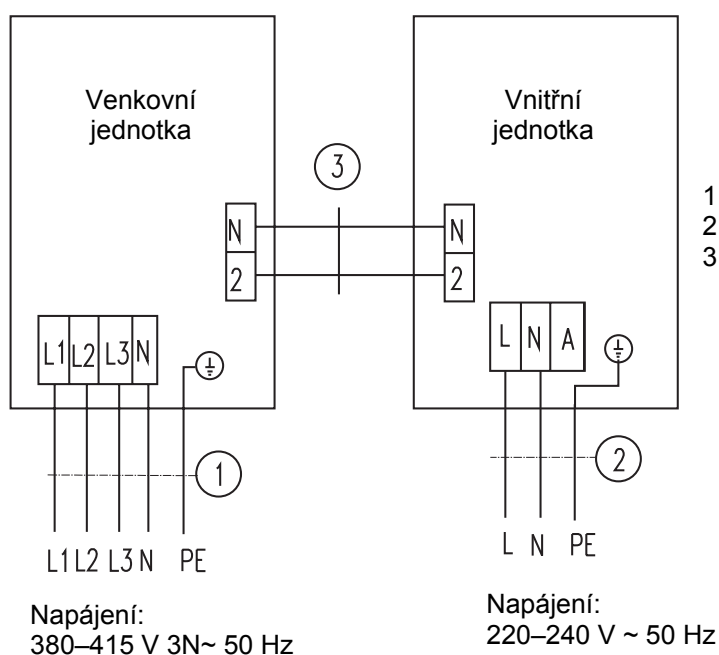 Venkovní
jednotka
Vnitřní
jednotka
3
1
2
3
N
2
N
2
L1 L2 L3 N
L N A
1
2
L1 L2 L3 N PE
L N PE
Napájení:
380–415 V 3N~ 50 Hz
Napájení:
220–240 V ~ 50 Hz